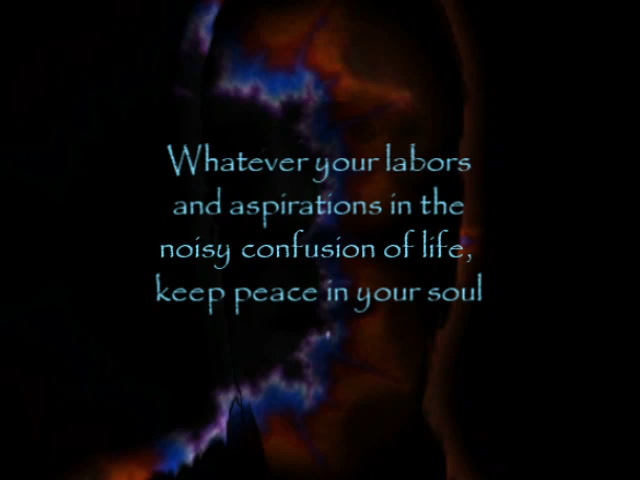 Whatever your labors
and aspirations in the
noisy confusion of life,
keep peace in your soul